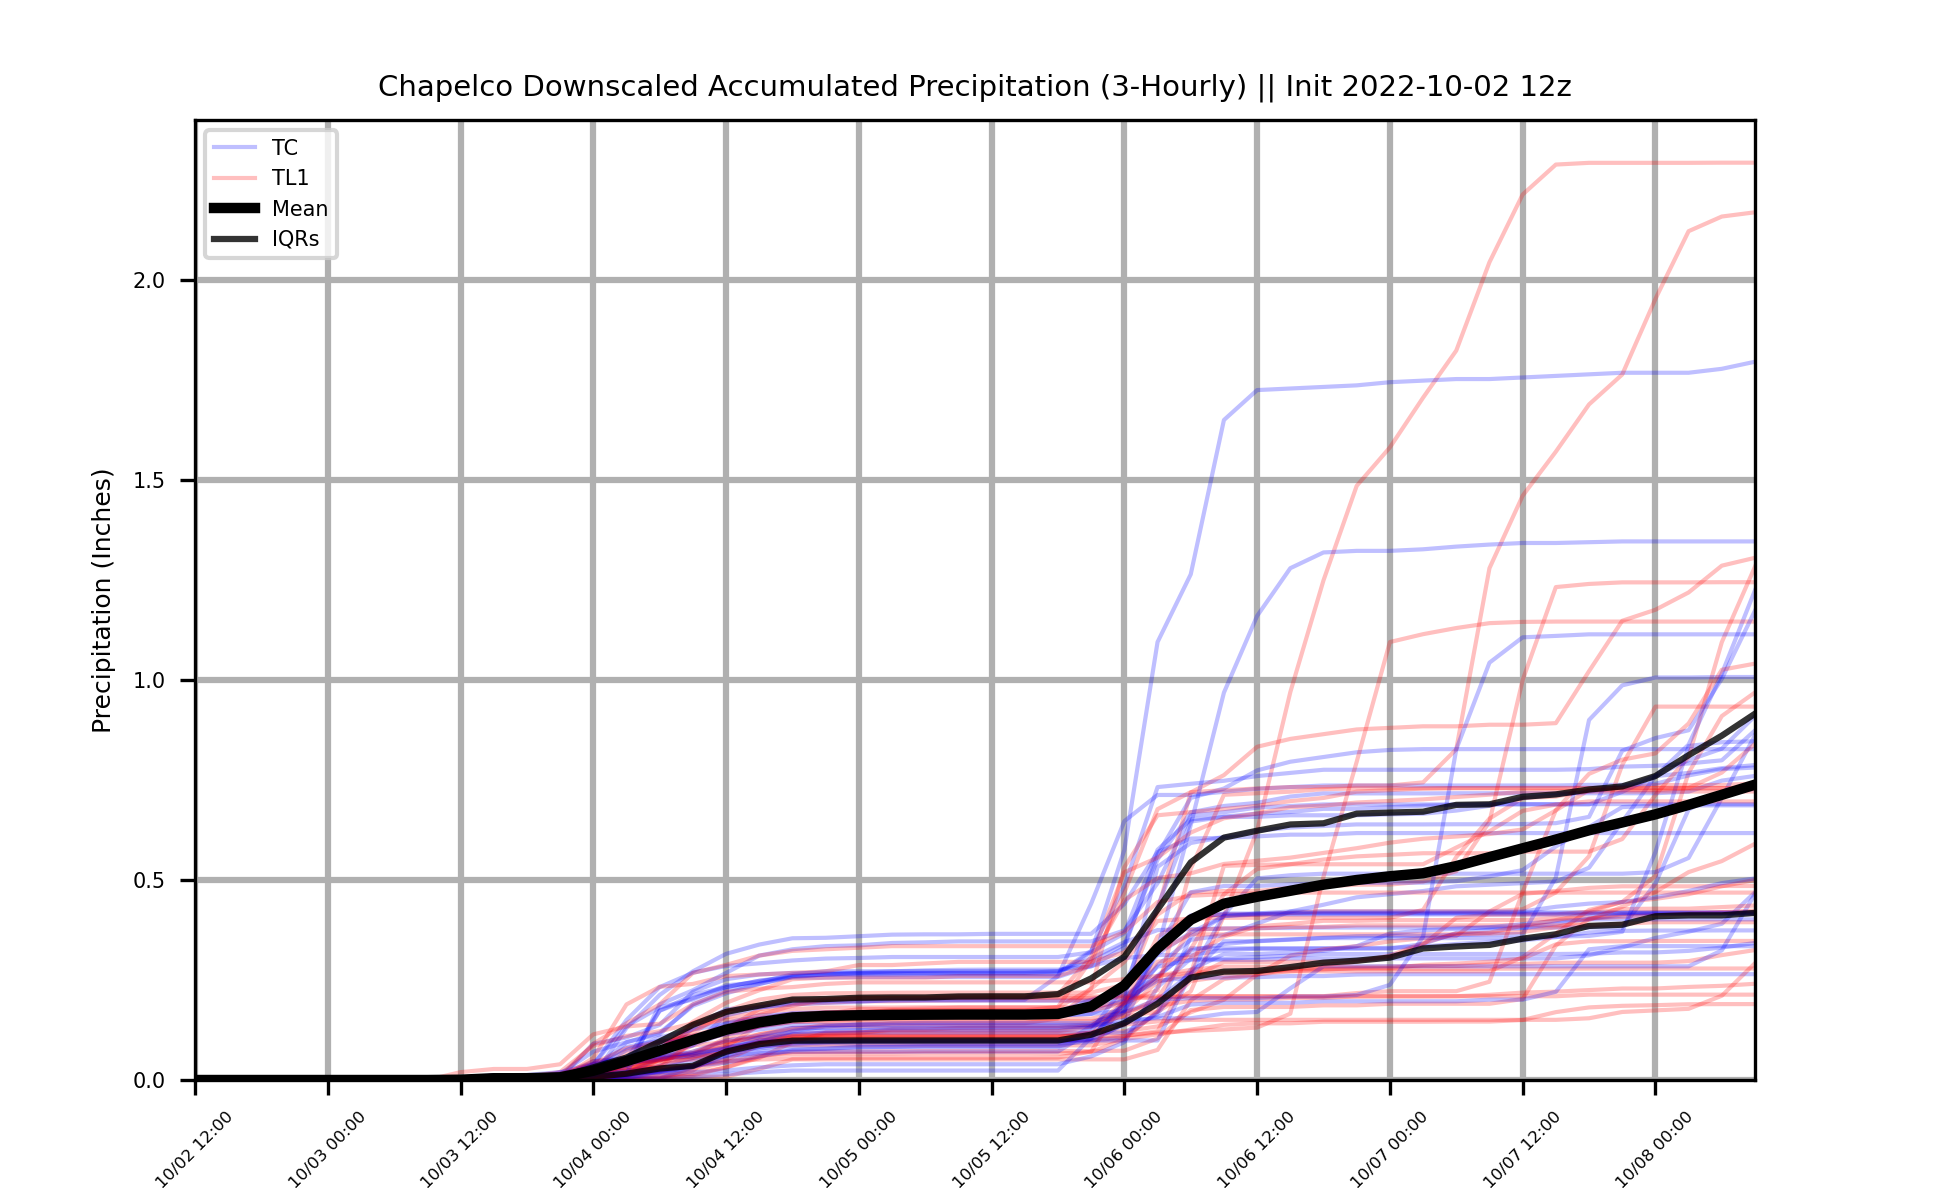 Chapelco Downscaled Accumulated Precipitation (3-Hourly) || Init 2022-10-02 12z
TC
TL1
Mean
IQRs
Precipitation (Inches)
2.0
1.5
1.0
0.5
0.0
10/02 12:00
10/03 00:00
10/03 12:00
10/04 00:00
10/04 12:00
10/05 00:00
10/05 12:00
10/06 00:00
10/06 12:00
10/07 00:00
10/07 12:00
10/08 00:00